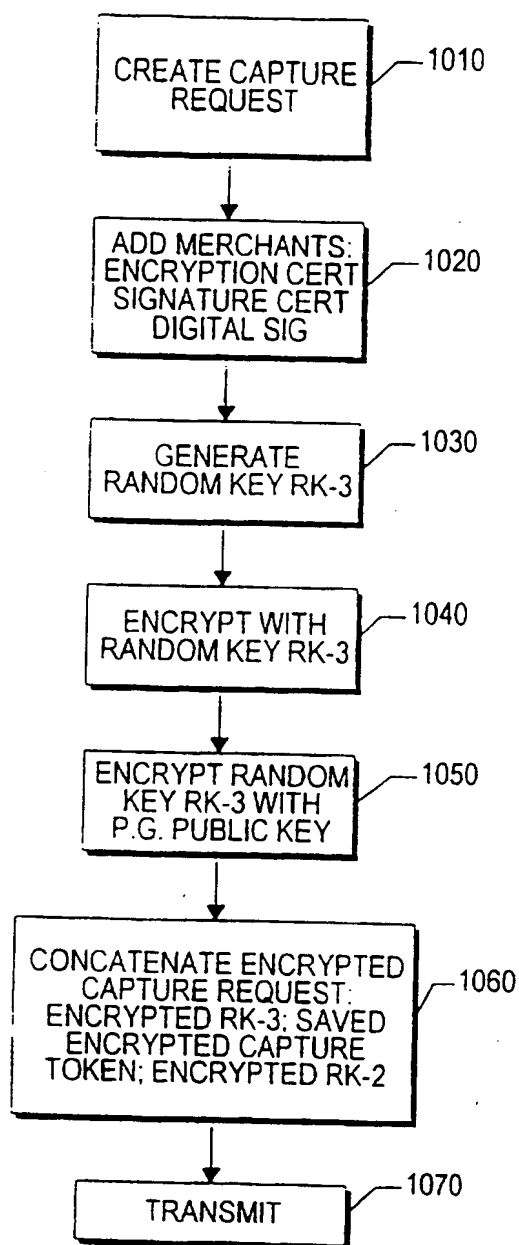 CREATE CAPTURE
REQUEST
1010
ADD MERCHANTS:
ENCRYPTION CERT
SIGNATURE CERT
DIGITAL SIG
1020
GENERATE
RANDOM KEY RK-3
1030
ENCRYPT WITH
RANDOM KEY RK-3
1040
ENCRYPT RANDOM
KEY RK-3 WITH
P.G. PUBLIC KEY
1050
CONCATENATE ENCRYPTED
CAPTURE REQUEST:
ENCRYPTED RK-3; SAVED
ENCRYPTED CAPTURE
TOKEN; ENCRYPTED RK-2
1060
TRANSMIT
1070